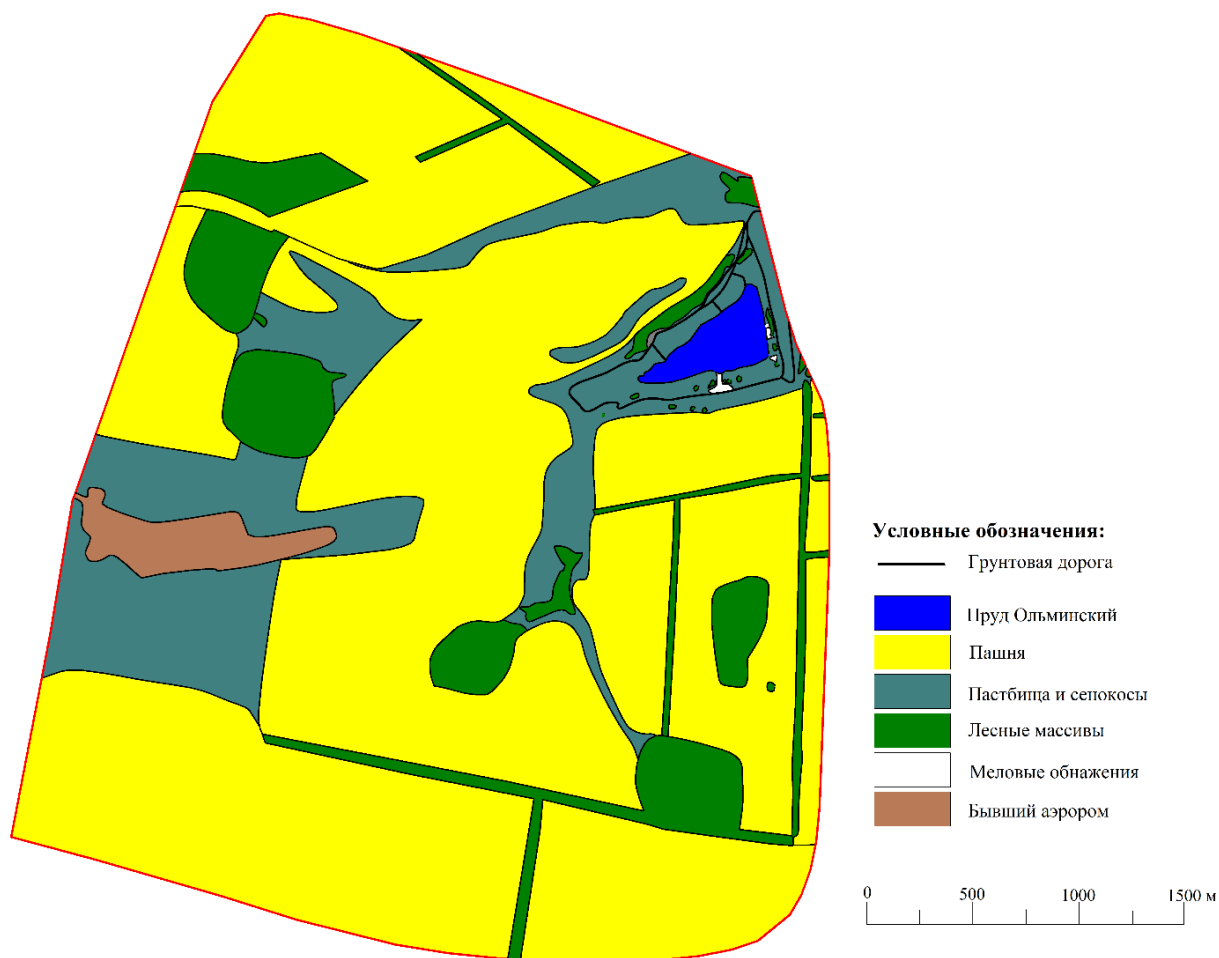 Условные обозначения:
Грунтовая дорога
Пруд Ольминский
Пашня
Пастбища и сенокосы
Лесные массивы
Меловые обнажения
Бывший аэрором
0 500 1000 1500 м